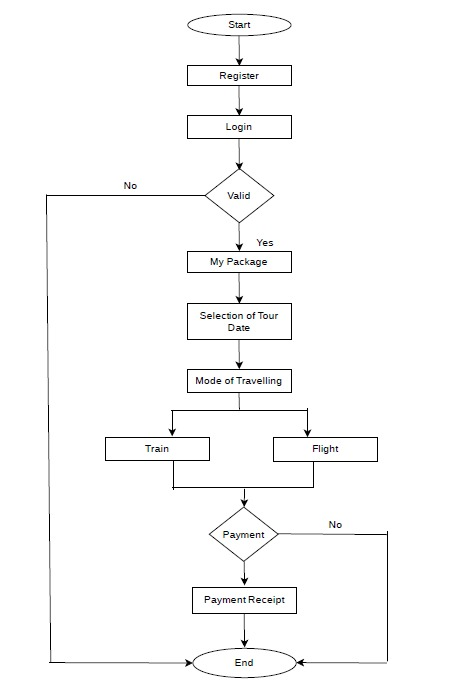 Start
Register
Login
No
Valid
Yes
My Package
Selection of Tour
Date
Mode of Travelling
Train
Flight
No
Payment
Payment Receipt
End